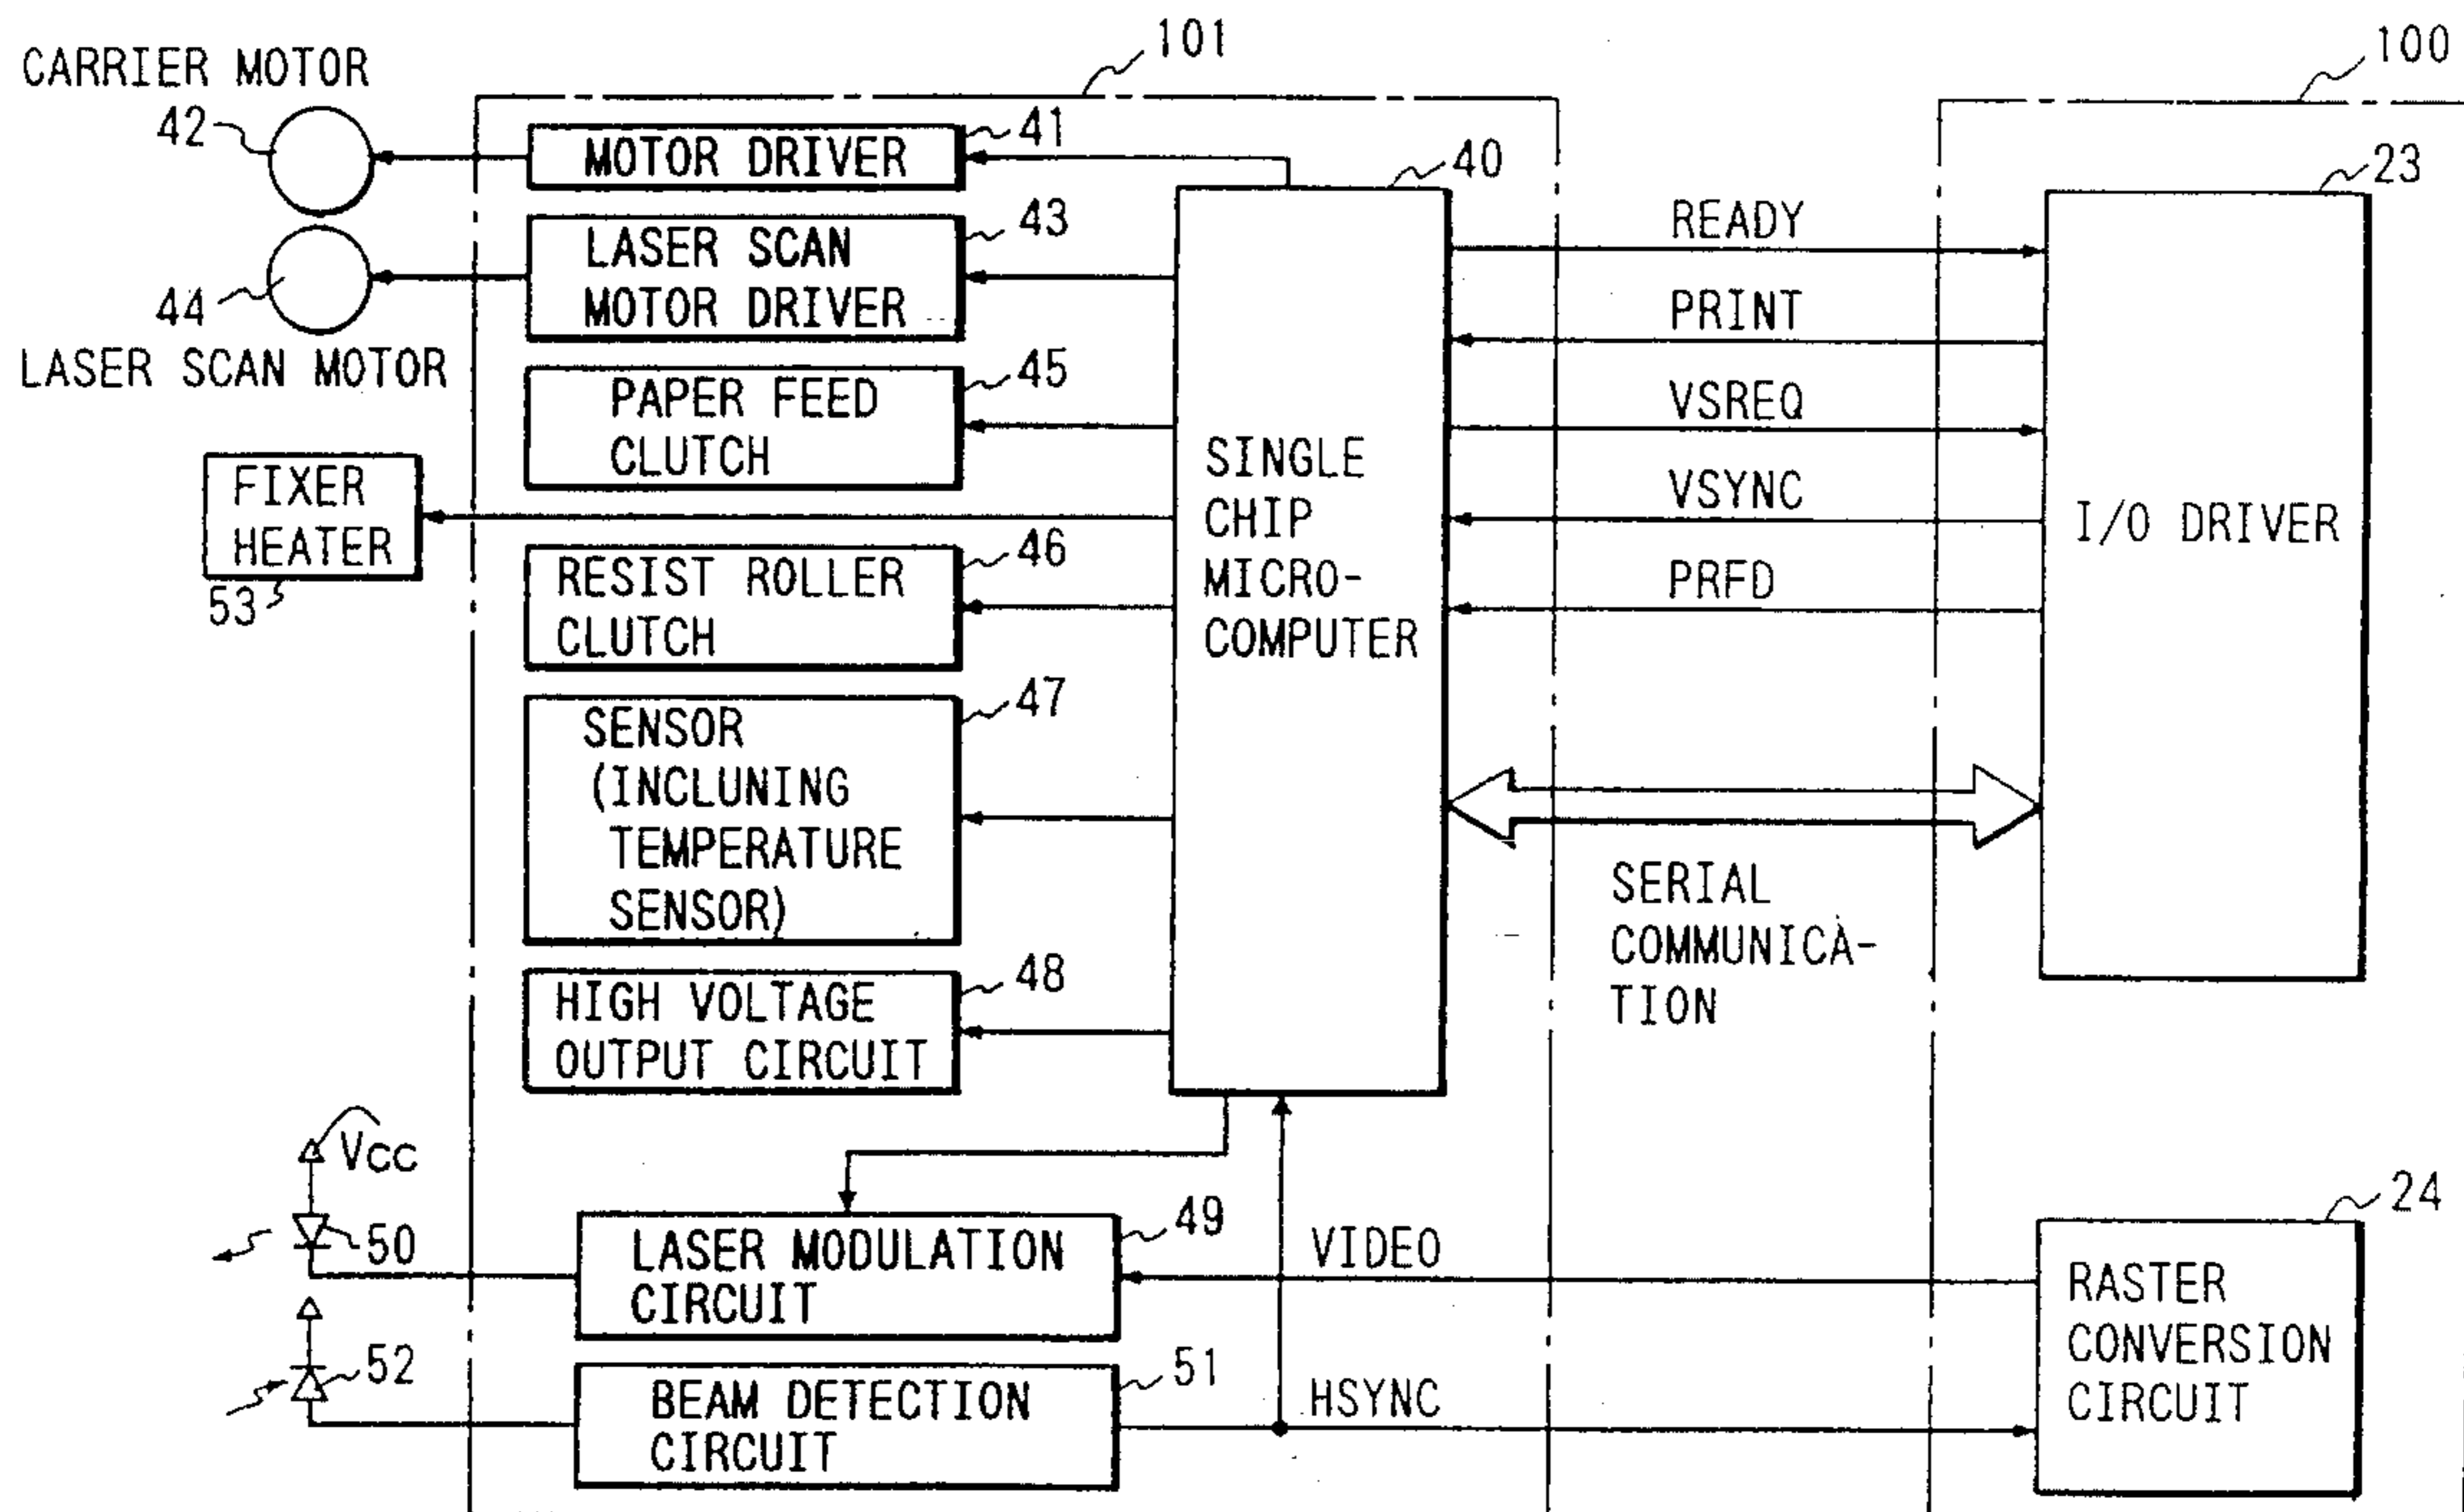 101
100
CARRIER MOTOR
42
MOTOR DRIVER
41
40
23
LASER SCAN
MOTOR DRIVER
43
44
LASER SCAN MOTOR
PAPER FEED
CLUTCH
45
FIXER
HEATER
53
RESIST ROLLER
CLUTCH
46
SENSOR
(INCLUNING
TEMPERATURE
SENSOR)
47
HIGH VOLTAGE
OUTPUT CIRCUIT
48
SINGLE
CHIP
MICRO-
COMPUTER
READY
PRINT
VSREQ
VSYNC
PRFD
I/O DRIVER
SERIAL
COMMUNICA-
TION
Vcc
50
LASER MODULATION
CIRCUIT
49
VIDEO
24
RASTER
CONVERSION
CIRCUIT
52
BEAM DETECTION
CIRCUIT
51
HSYNC